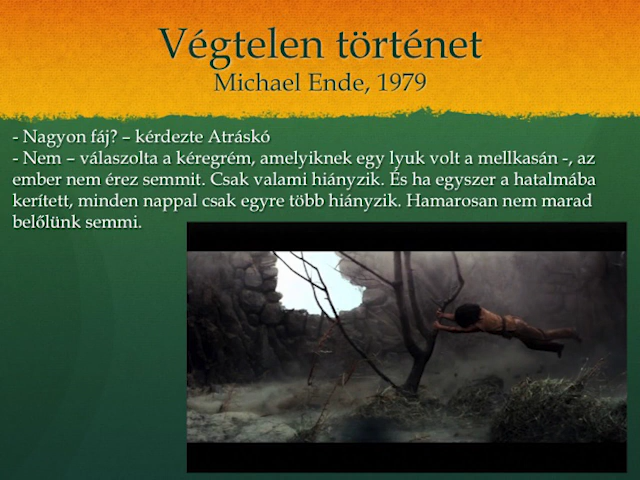 Végtelen történet
Michael Ende, 1979
- Nagyon fáj? – kérdezte Atráskó
- Nem – válaszolta a kéregrém, amelyiknek egy lyuk volt a mellkasán -, az
ember nem érez semmit. Csak valami hiányzik. És ha egyszer a hatalmába
kerített, minden nappal csak egyre több hiányzik. Hamarosan nem marad
belőlünk semmi.